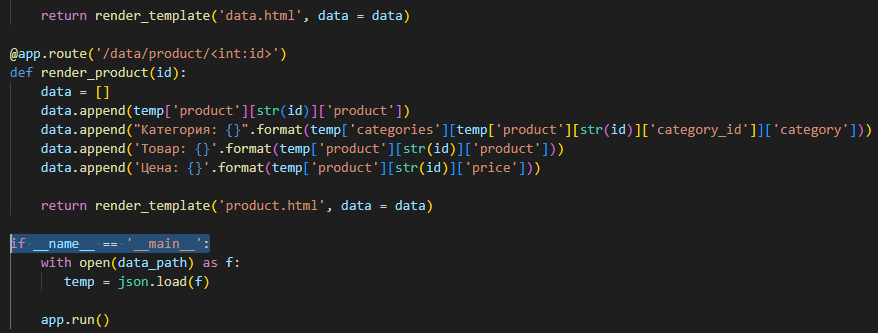 return render_template('data.html', data = data)
@app.route('/data/product/<int:id>')
def render_product(id):
data = []
data.append(temp['product'][str(id)]['product'])
data.append("Категория: {}".format(temp['categories'][temp['product'][str(id)]['category_id']]['category']))
data.append('Товар: {}'.format(temp['product'][str(id)]['product']))
data.append('Цена: {}'.format(temp['product'][str(id)]['price']))
return render_template('product.html', data = data)
if __name__ == '__main__':
with open(data_path) as f:
temp = json.load(f)
app.run()